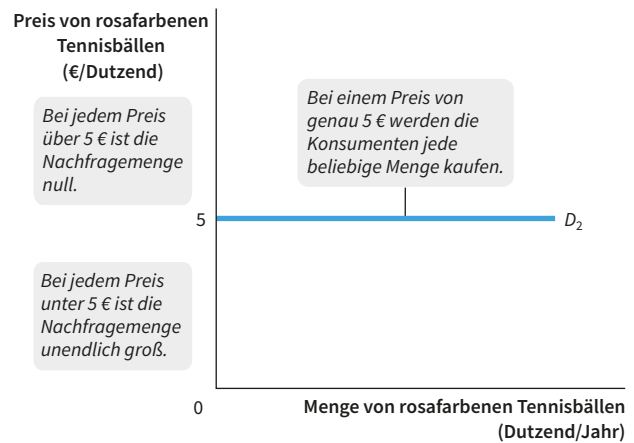 Preis von rosafarbenen
Tennisbällen
(€/Dutzend)
Bei jedem Preis
über 5 € ist die
Nachfragemenge
null.
Bei einem Preis von
genau 5 € werden die
Konsumenten jede
beliebige Menge kaufen.
5
D₂
Bei jedem Preis
unter 5 € ist die
Nachfragemenge
unendlich groß.
0
Menge von rosafarbenen Tennisbällen
(Dutzend/Jahr)